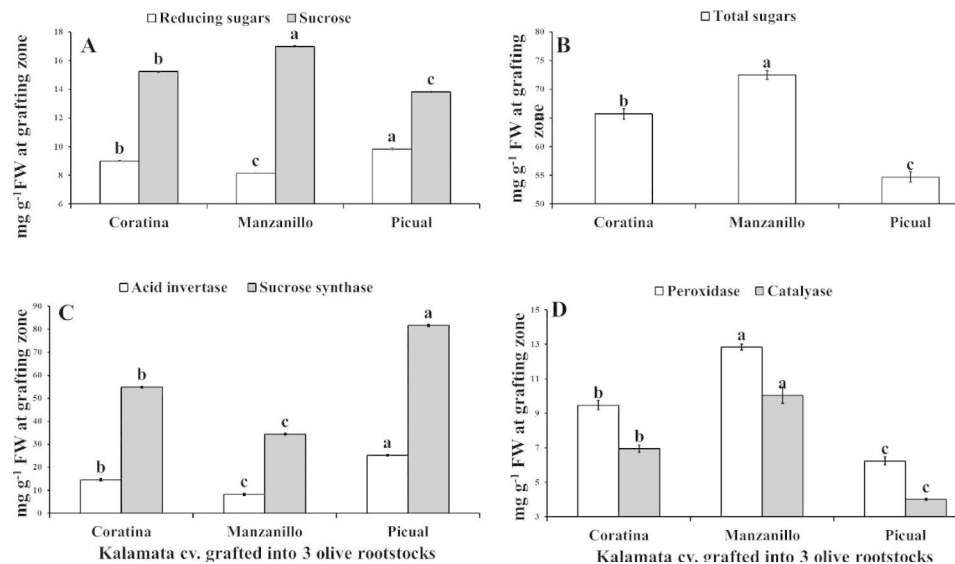 Reducing sugars Sucrose
A
mg g-1FW at grafting zone
18
16
14
12
10
8
6
b
b
c
a
a
c
Coratina Manzanillo Picual
Total sugars
B
mg g-1 FW at grafting
zone
80
75
70
65
60
55
50
b
a
c
Coratina Manzanillo Picual
Acid invertase Sucrose synthase
C
mg g-1 FW at grafting zone
90
80
70
60
50
40
30
20
10
0
b
b
c
c
a
a
Coratina Manzanillo Picual
Kalamata cv. grafted into 3 olive rootstocks
Peroxidase Catalyase
D
mg g-1 FW at grafting zone
15
13
11
9
7
5
3
b
b
a
a
c
c
Coratina Manzanillo Picual
Kalamata cv. grafted into 3 olive rootstocks